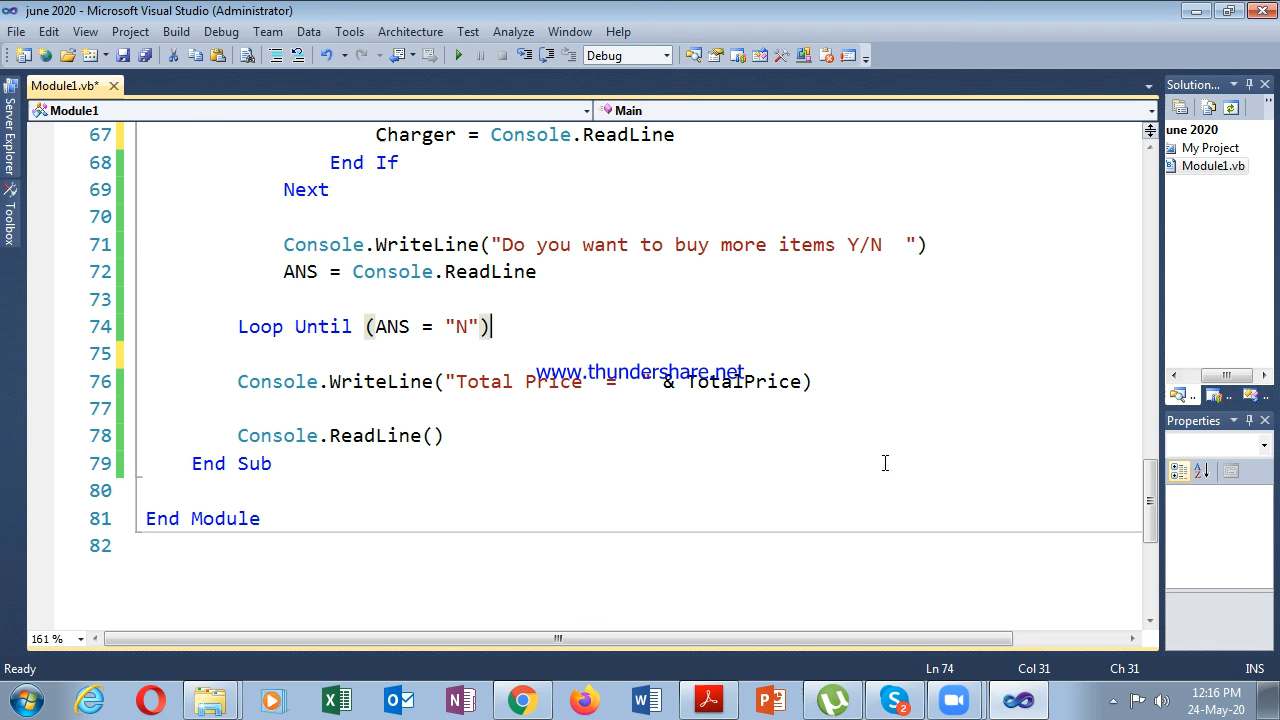 june 2020 - Microsoft Visual Studio (Administrator)
File Edit View Project Build Debug Team Data Tools Architecture Test Analyze Window Help
Debug
Module1.vb*
Solution...
Module1
Main
Server Explorer
Toolbox
une 2020
My Project
Module1.vb
67 Charger = Console.ReadLine
68 End If
69 Next
70
71 Console.WriteLine("Do you want to buy more items Y/N  ")
72 ANS = Console.ReadLine
73
74 Loop Until (ANS = "N")
75
www.thundershare.net
76 Console.WriteLine("Total Price  =  " & TotalPrice)
77
78 Console.ReadLine()
79 End Sub
80
81 End Module
82
Properties
161 %
Ready
Ln 74
Col 31
Ch 31
INS
2
12:16 PM
24-May-20